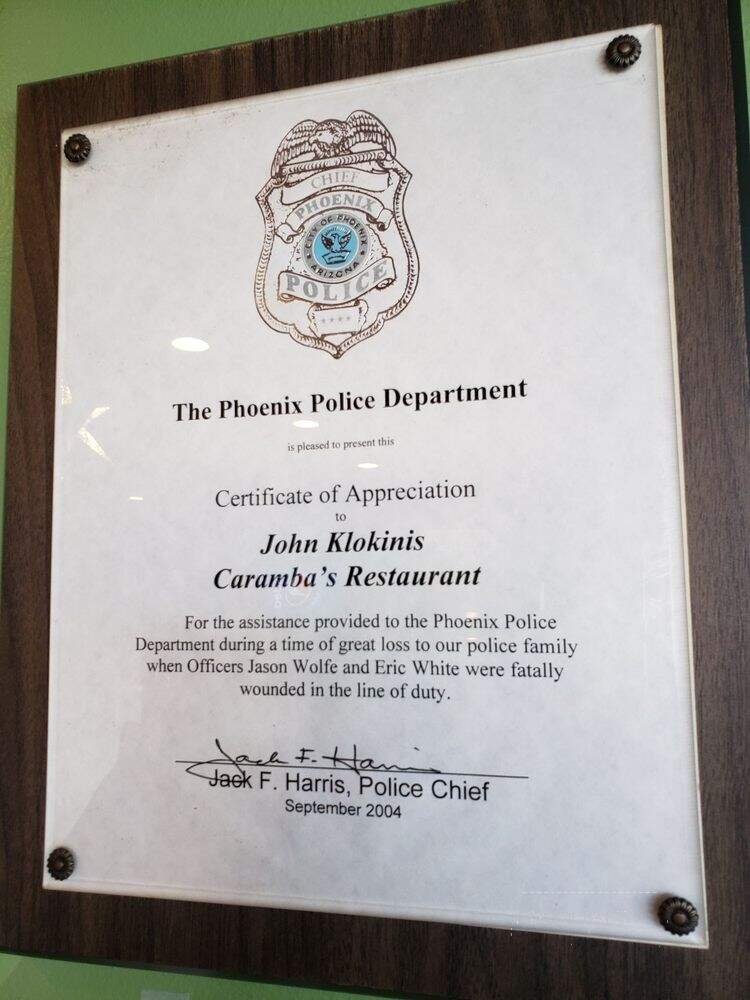 CHIEF
PHOENIX
CITY OF PHOENIX
ARIZONA
POLICE
The Phoenix Police Department
is pleased to present this
Certificate of Appreciation
to
John Klokinis
Caramba's Restaurant
For the assistance provided to the Phoenix Police
Department during a time of great loss to our police family
when Officers Jason Wolfe and Eric White were fatally
wounded in the line of duty.
Jack F. Harris
Jack F. Harris, Police Chief
September 2004